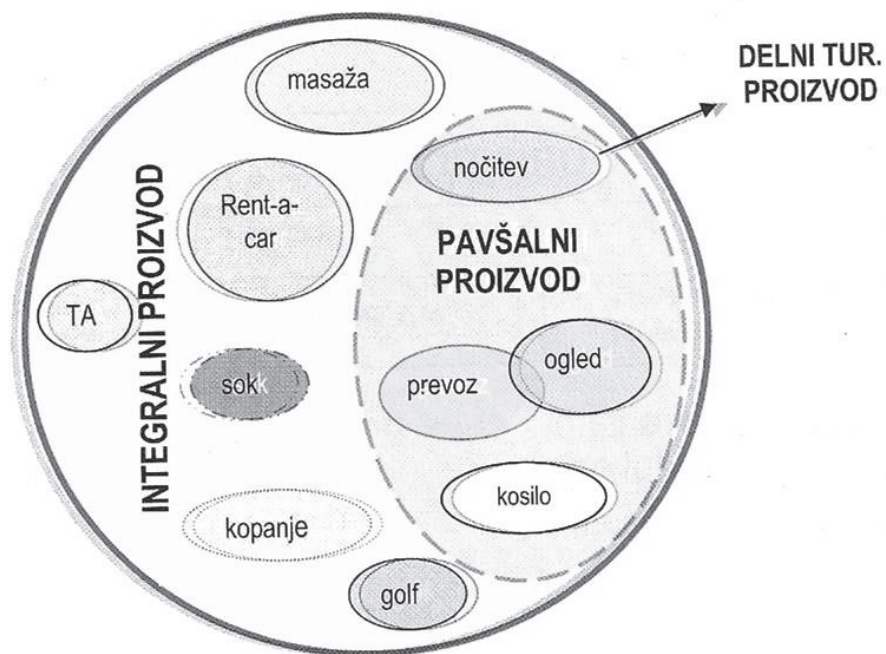 DELNI TUR.
PROIZVOD
masaža
nočitev
Rent-a-
car
PAVŠALNI
PROIZVOD
INTEGRALNI PROIZVOD
TA
ogled
prevoz
sok
kosilo
kopanje
golf